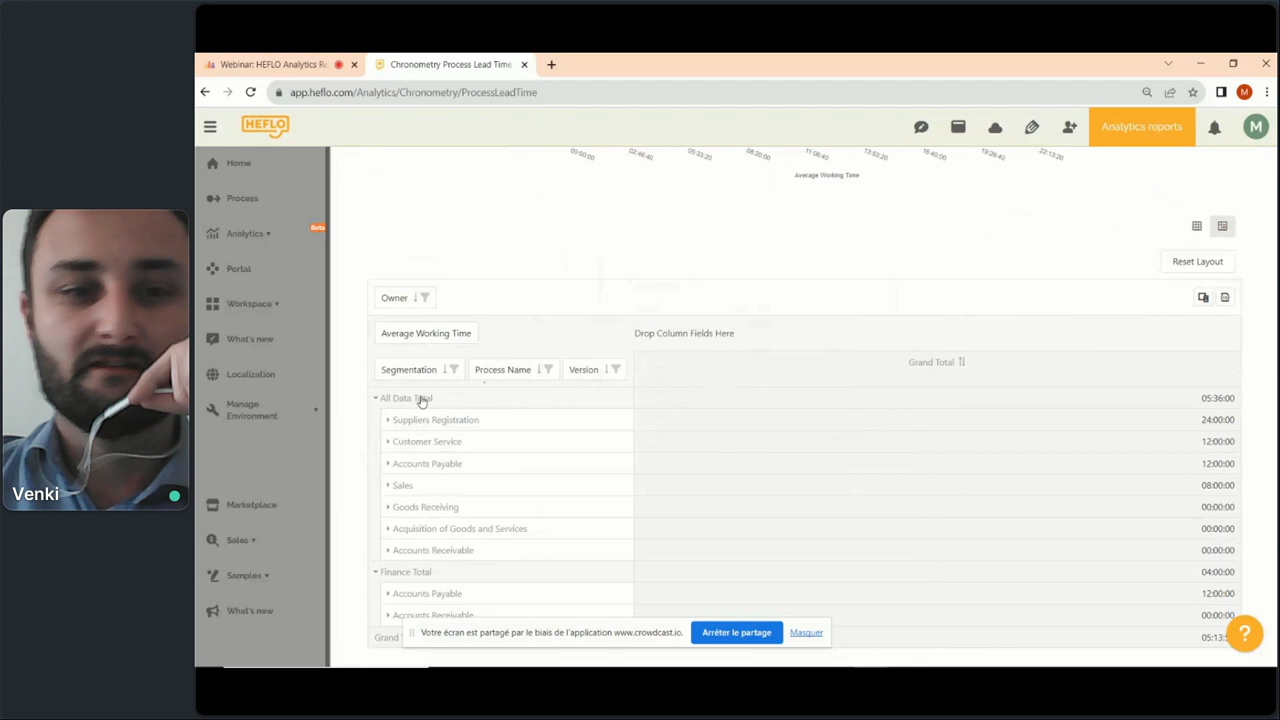 Webinar: HEFLO Analytics Re
Chronometry Process Lead Time
app.heflo.com/Analytics/Chronometry/ProcessLeadTime
M
HEFLO
Analytics reports
M
Home
Process
Analytics
Beta
Portal
Workspace
What's new
Localization
Manage
Environment
Marketplace
Sales
Samples
What's new
00:00:00 02:46:40 05:33:20 08:20:00 11:06:40 13:53:20 16:40:00 19:26:40 22:13:20
Average Working Time
Reset Layout
Owner
Average Working Time
Drop Column Fields Here
Segmentation Process Name Version
Grand Total
All Data Total 05:36:00
Suppliers Registration 24:00:00
Customer Service 12:00:00
Accounts Payable 12:00:00
Sales 08:00:00
Goods Receiving 00:00:00
Acquisition of Goods and Services 00:00:00
Accounts Receivable 00:00:00
Finance Total 04:00:00
Accounts Payable 12:00:00
Accounts Receivable 00:00:00
Grand
Votre écran est partagé par le biais de l'application www.crowdcast.io.
Arrêter le partage
Masquer
?
Venki